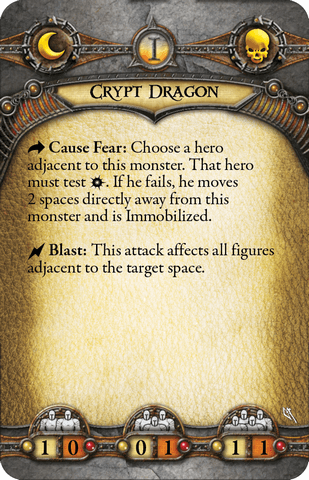 I
CRYPT DRAGON
Cause Fear: Choose a hero
adjacent to this monster. That hero
must test . If he fails, he moves
2 spaces directly away from this
monster and is Immobilized.
Blast: This attack affects all figures
adjacent to the target space.
1 0 0 1 1 1